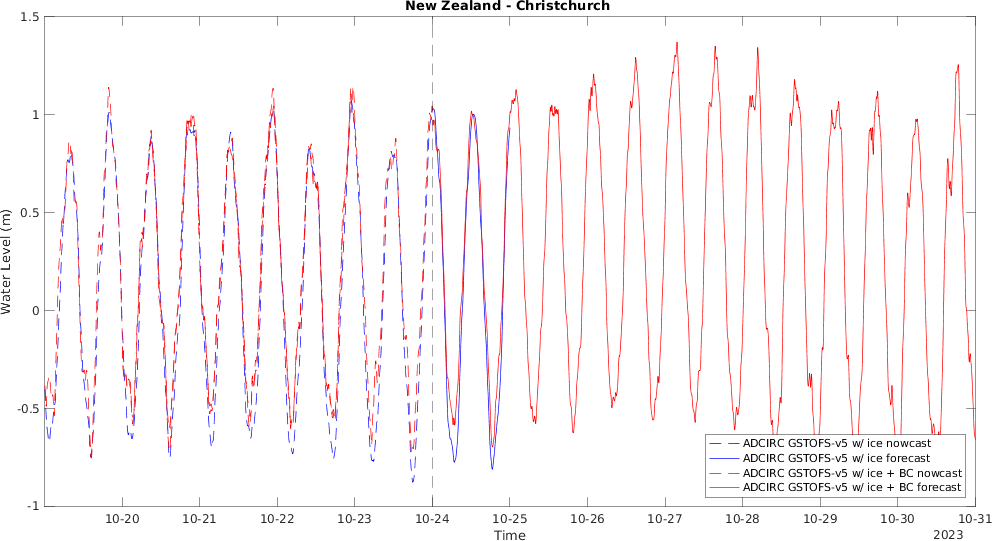 New Zealand - Christchurch
1.5
1
0.5
0
-0.5
-1
Water Level (m)
ADCIRC GSTOFS-v5 w/ ice nowcast
ADCIRC GSTOFS-v5 w/ ice forecast
ADCIRC GSTOFS-v5 w/ ice + BC nowcast
ADCIRC GSTOFS-v5 w/ ice + BC forecast
10-20 10-21 10-22 10-23 10-24 10-25 10-26 10-27 10-28 10-29 10-30 10-31
Time
2023